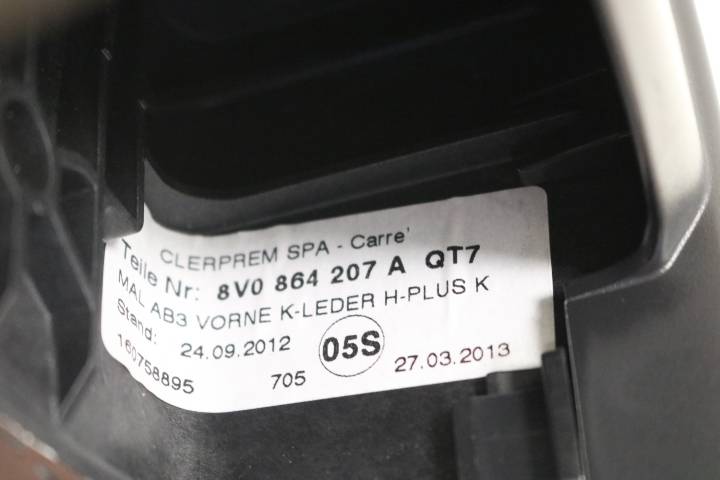 CLERPREM SPA - Carre'
Teile Nr: 8V0 864 207 A QT7
MAL AB3 VORNE K-LEDER H-PLUS K
Stand: 24.09.2012 05S 27.03.2013
160758895 705